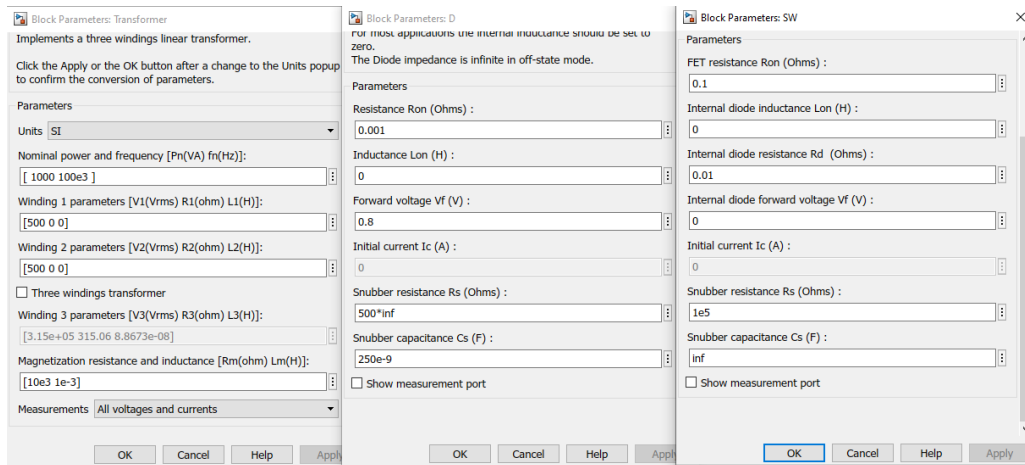 Block Parameters: Transformer
Implements a three windings linear transformer.
Click the Apply or the OK button after a change to the Units popup
to confirm the conversion of parameters.
Parameters
Units SI
Nominal power and frequency [Pn(VA) fn(Hz)]:
[ 1000 100e3 ]
Winding 1 parameters [V1(Vrms) R1(ohm) L1(H)]:
[500 0 0]
Winding 2 parameters [V2(Vrms) R2(ohm) L2(H)]:
[500 0 0]
Three windings transformer
Winding 3 parameters [V3(Vrms) R3(ohm) L3(H)]:
[3.15e+05 315.06 8.8673e-08]
Magnetization resistance and inductance [Rm(ohm) Lm(H)]:
[10e3 1e-3]
Measurements All voltages and currents
OK Cancel Help Apply
Block Parameters: D
For most applications the internal inductance should be set to
zero.
The Diode impedance is infinite in off-state mode.
Parameters
Resistance Ron (Ohms) :
0.001
Inductance Lon (H) :
0
Forward voltage Vf (V) :
0.8
Initial current Ic (A) :
0
Snubber resistance Rs (Ohms) :
500*inf
Snubber capacitance Cs (F) :
250e-9
Show measurement port
OK Cancel Help Apply
Block Parameters: SW
Parameters
FET resistance Ron (Ohms) :
0.1
Internal diode inductance Lon (H) :
0
Internal diode resistance Rd (Ohms) :
0.01
Internal diode forward voltage Vf (V) :
0
Initial current Ic (A) :
0
Snubber resistance Rs (Ohms) :
1e5
Snubber capacitance Cs (F) :
inf
Show measurement port
OK Cancel Help Apply